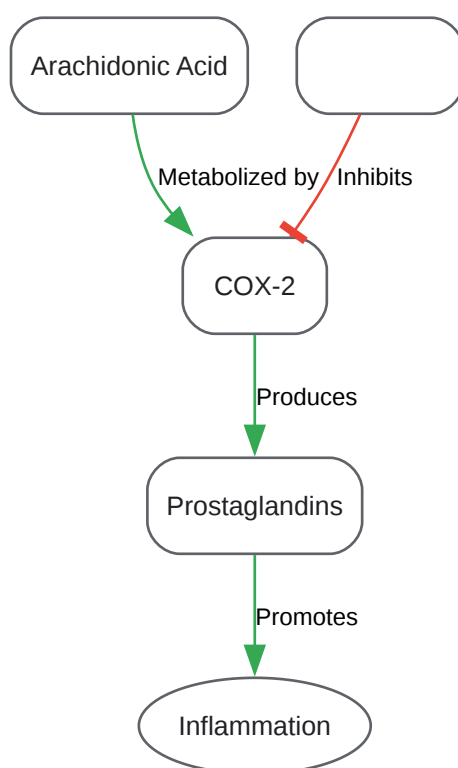 Arachidonic Acid
Metabolized by
Inhibits
COX-2
Produces
Prostaglandins
Promotes
Inflammation